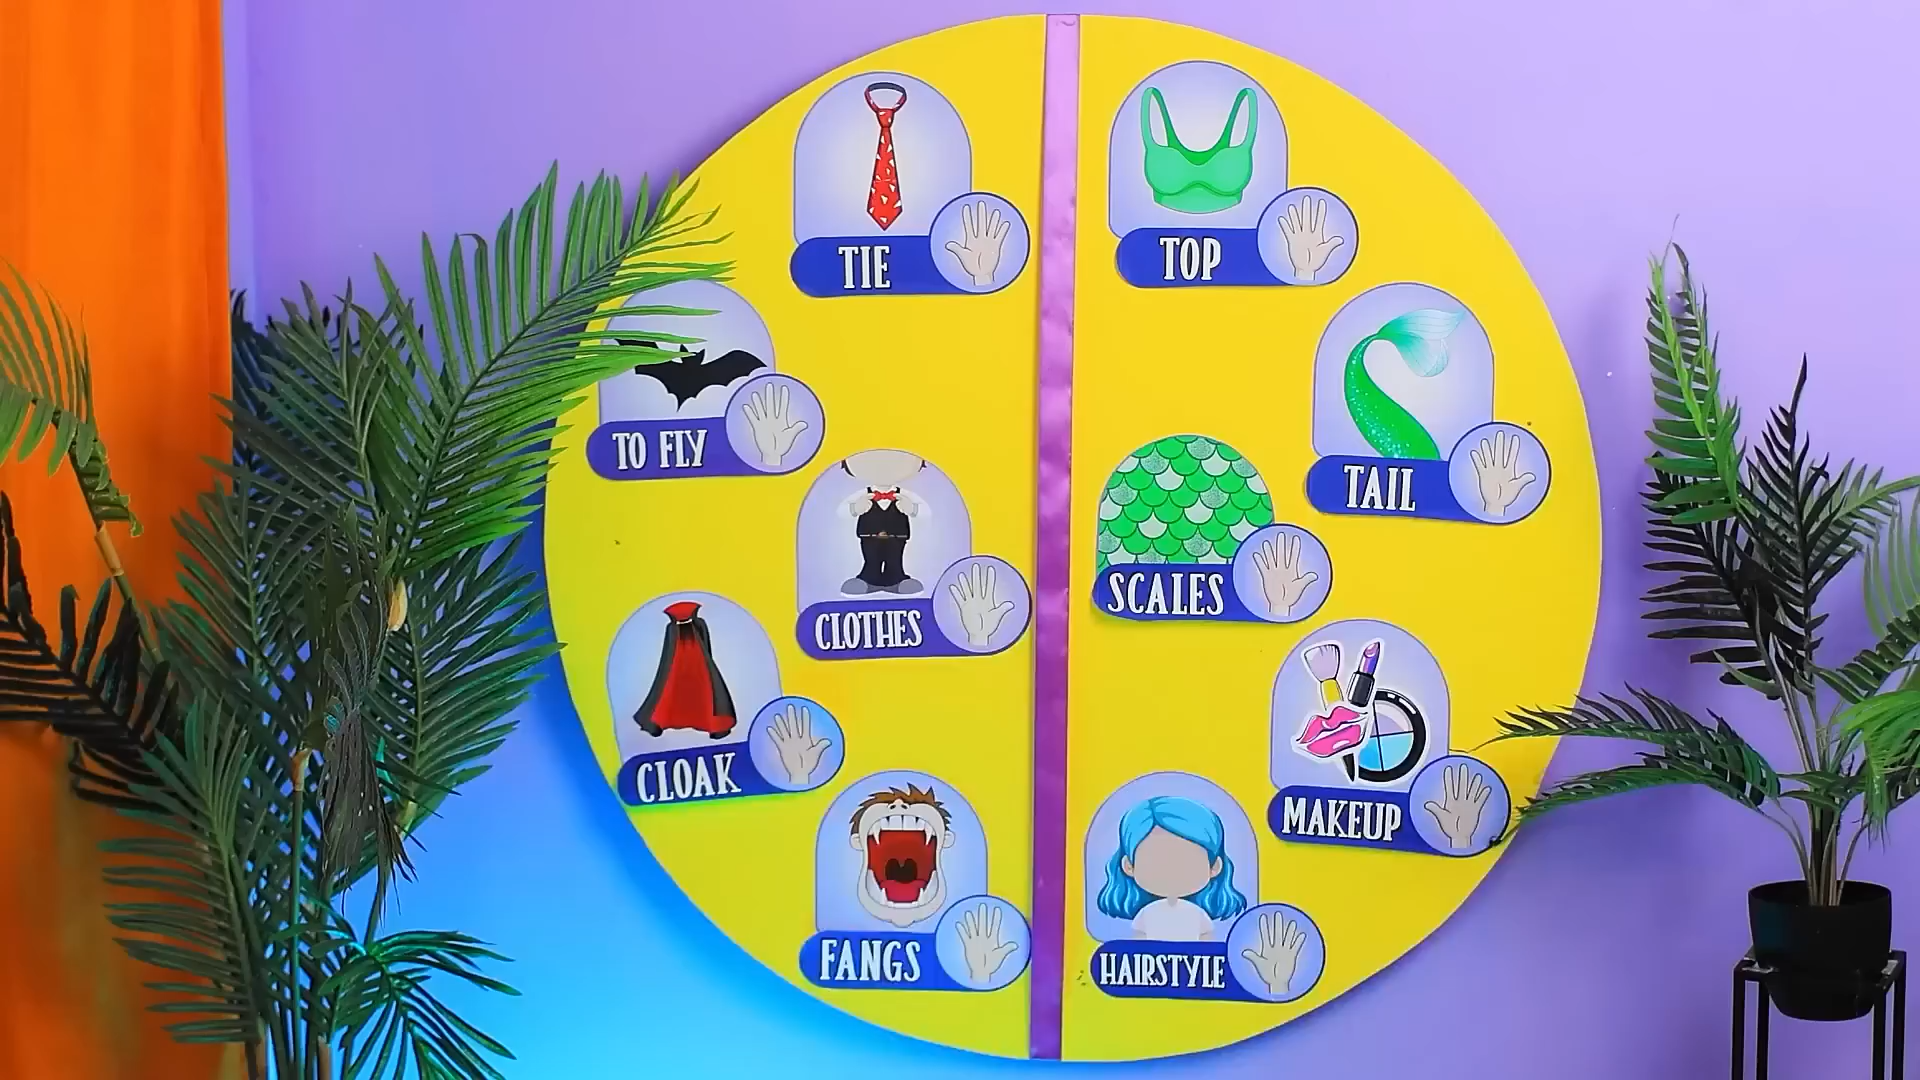 TIE
TOP
TO FLY
TAIL
CLOTHES
SCALES
CLOAK
MAKEUP
FANGS
HAIRSTYLE